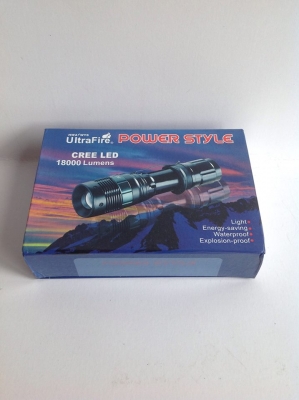 UltraFire
POWER STYLE
CREE LED
18000 Lumens
Light
Energy-saving
Waterproof
Explosion-proof